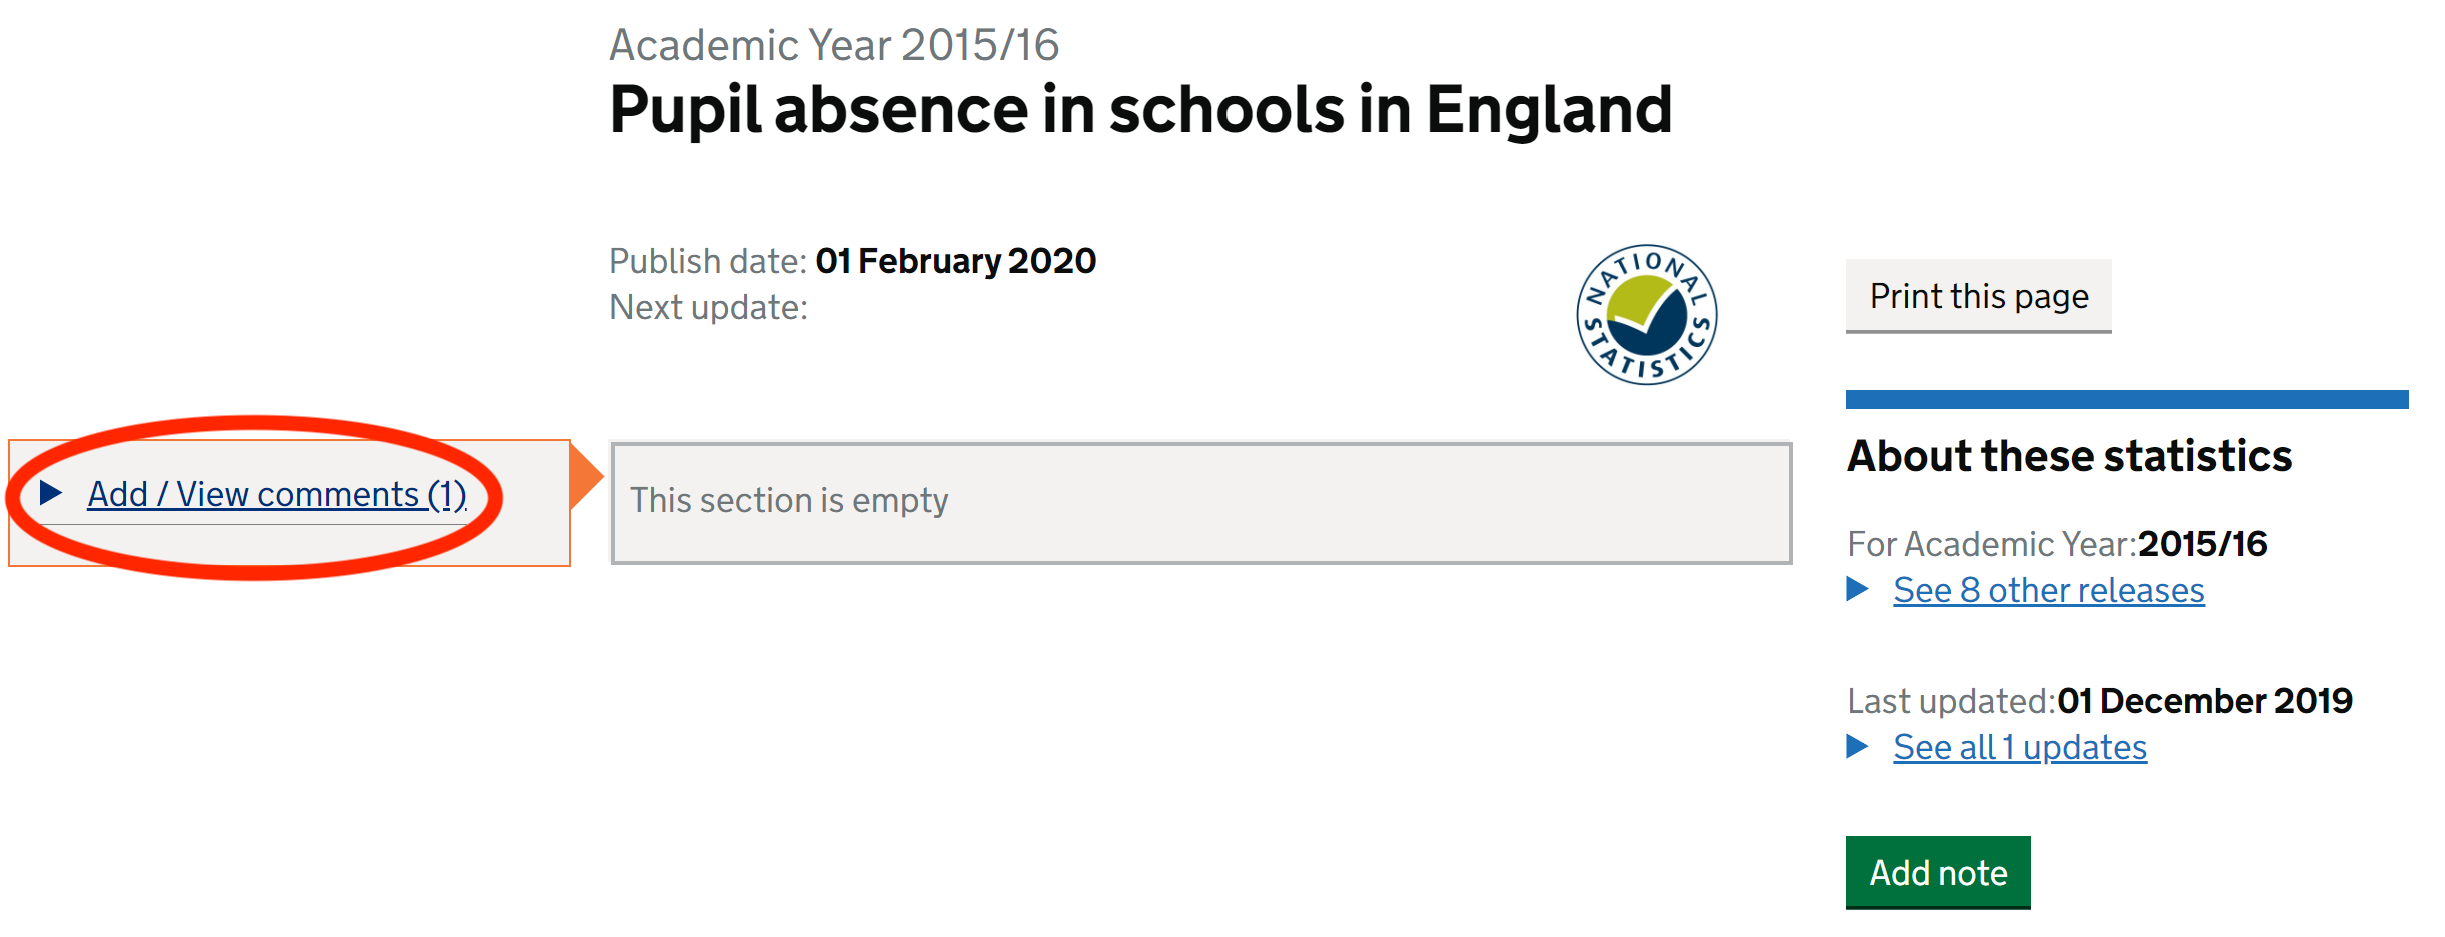 Academic Year 2015/16
Pupil absence in schools in England
Publish date: 01 February 2020
Next update:
NATIONAL STATISTICS
Print this page
Add / View comments (1)
This section is empty
About these statistics
For Academic Year:2015/16
See 8 other releases
Last updated:01 December 2019
See all 1 updates
Add note